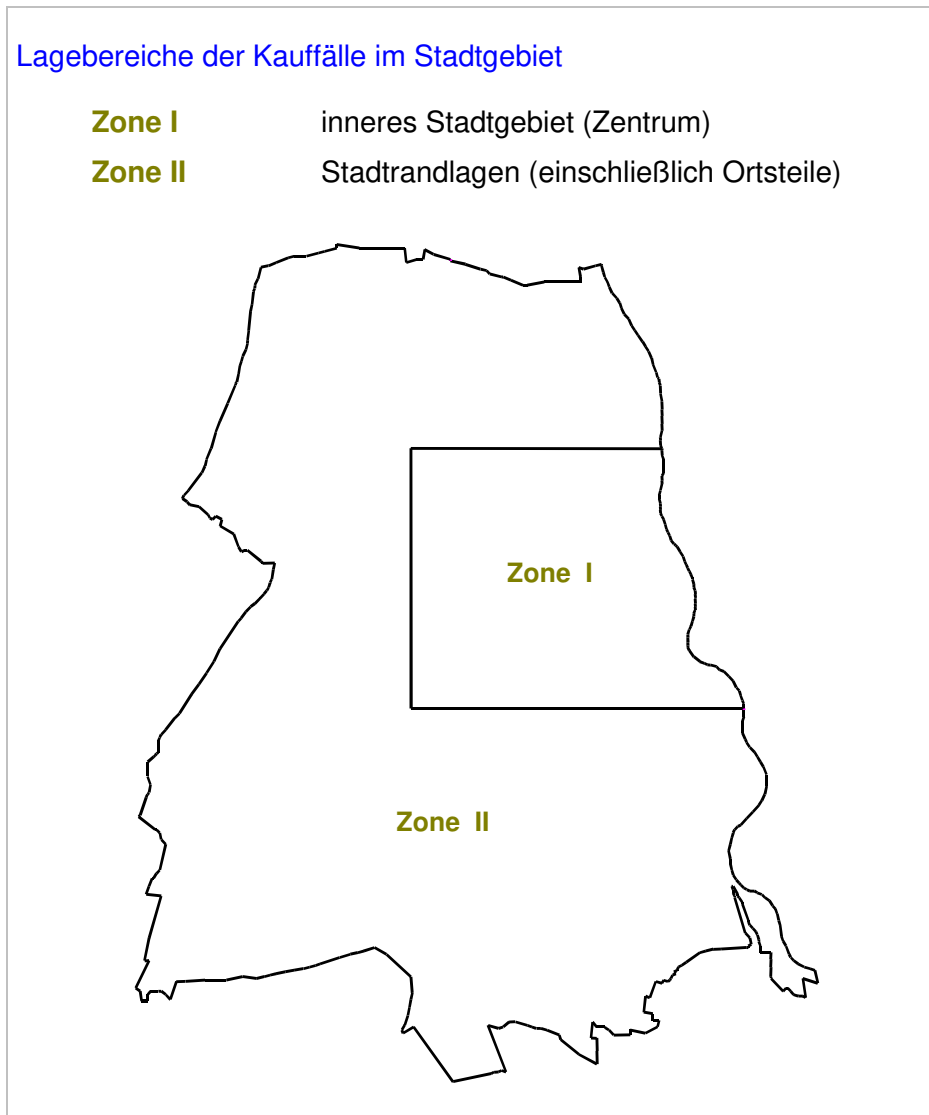 Lagebereiche der Kauffälle im Stadtgebiet
Zone I inneres Stadtgebiet (Zentrum)
Zone II Stadtrandlagen (einschließlich Ortsteile)
Zone I
Zone II